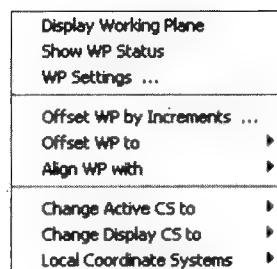 Display Working Plane
Show WP Status
WP Settings ...
Offset WP by Increments ...
Offset WP to
Align WP with
Change Active CS to
Change Display CS to
Local Coordinate Systems